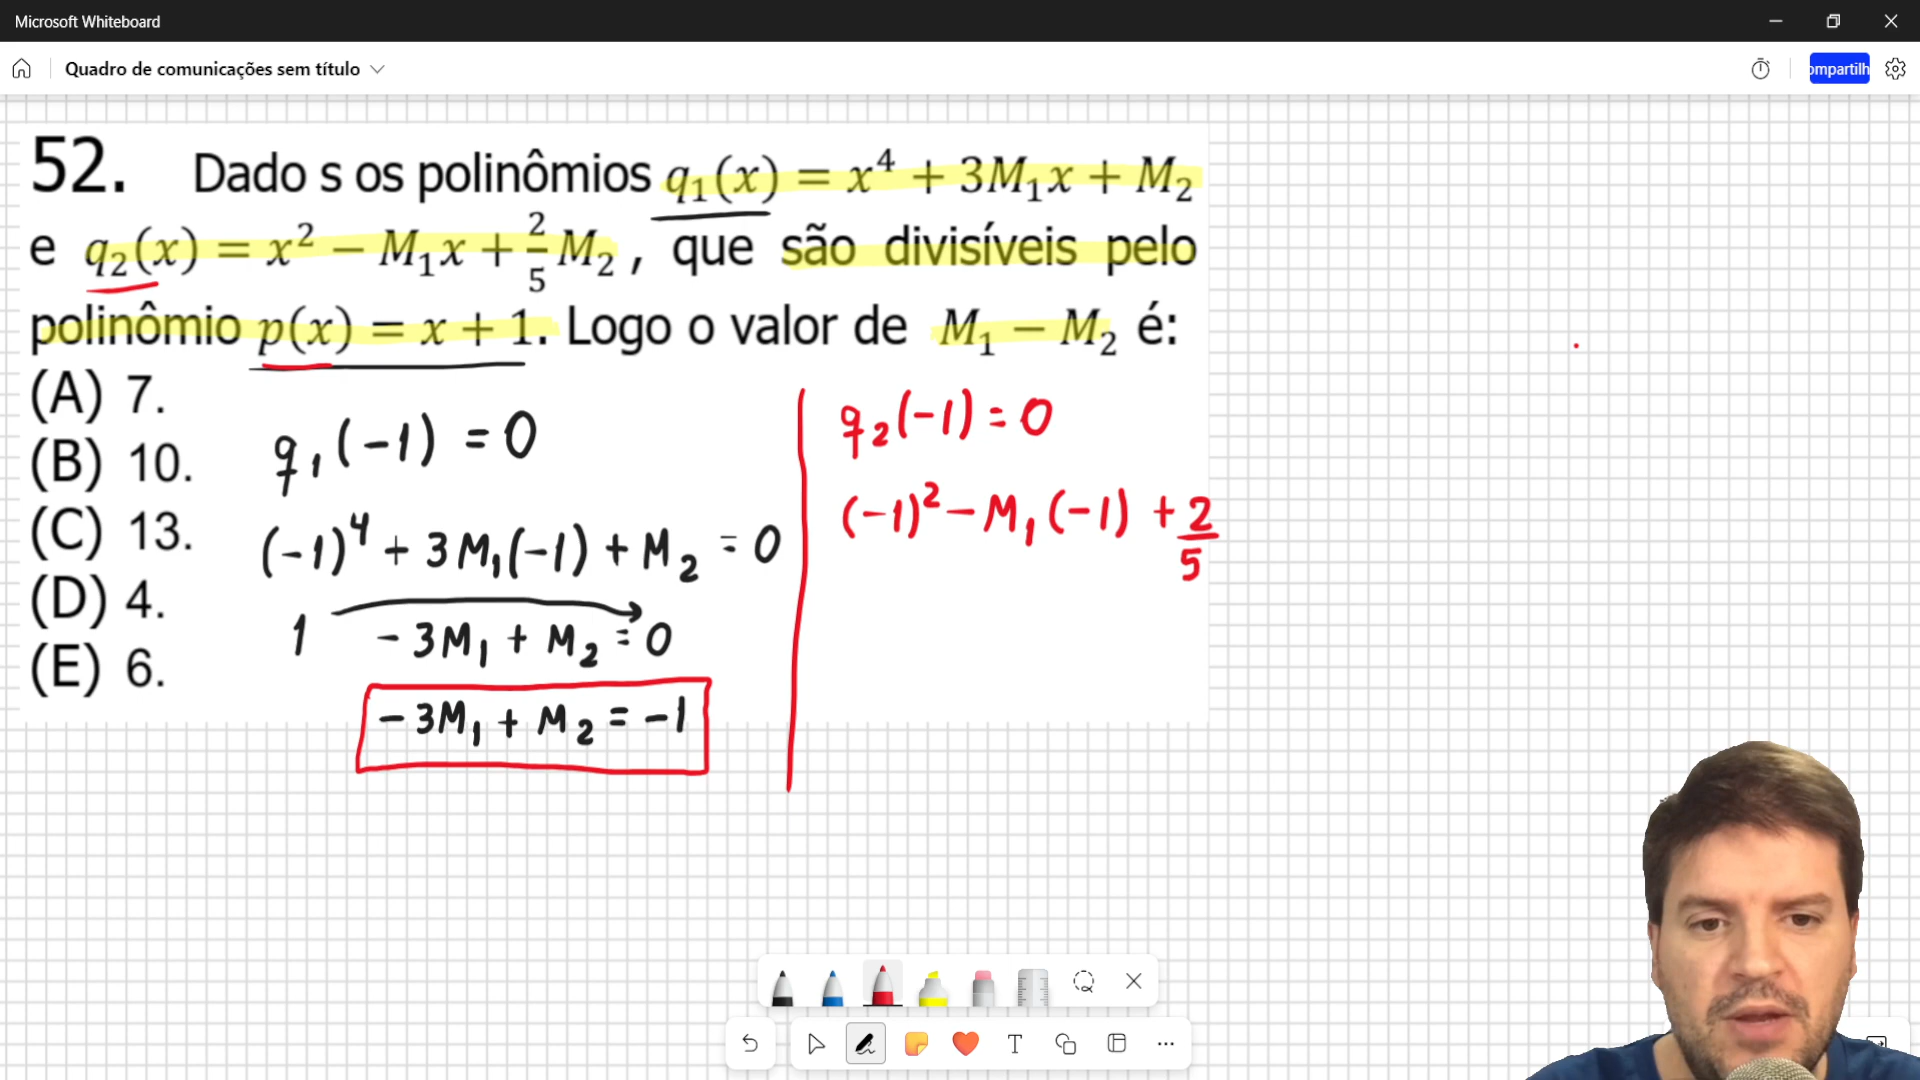 Microsoft Whiteboard
Quadro de comunicações sem título
ompartilh
52. Dado s os polinômios q₁(x) = x⁴ + 3M₁x + M₂
e q₂(x) = x² − M₁x + 2/5 M₂, que são divisíveis pelo
polinômio p(x) = x + 1. Logo o valor de M₁ − M₂ é:
(A) 7.
(B) 10.
(C) 13.
(D) 4.
(E) 6.
q₁(-1) = 0
(-1)⁴ + 3M₁(-1) + M₂ = 0
1 - 3M₁ + M₂ = 0
- 3M₁ + M₂ = -1
q₂(-1) = 0
(-1)² - M₁(-1) + 2/5